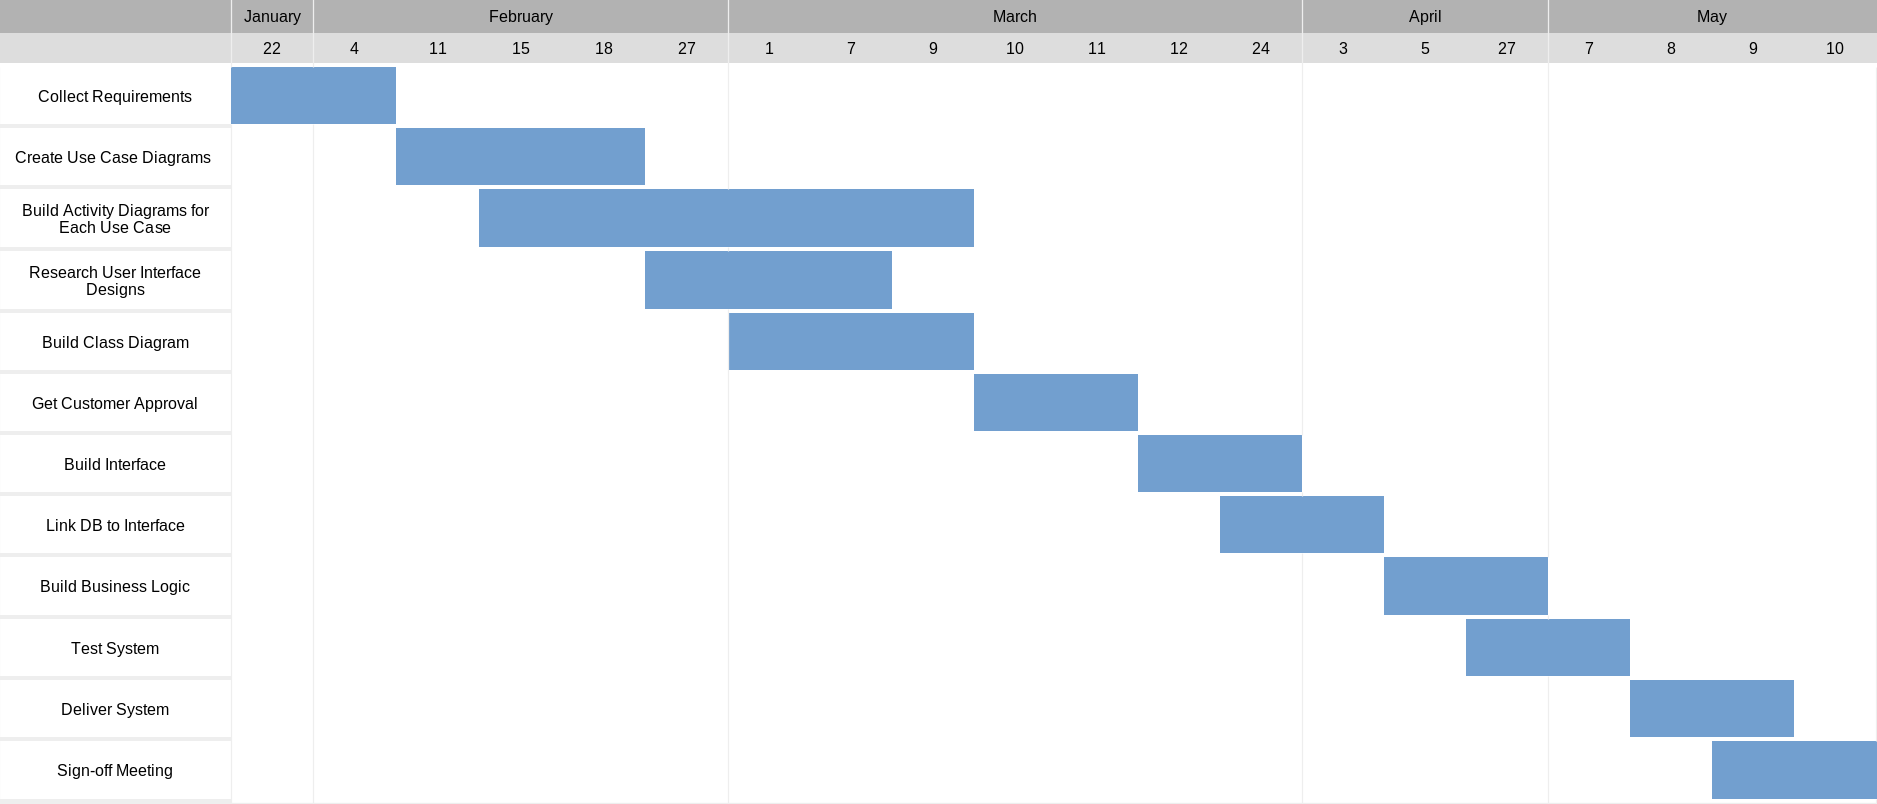 January February March April May
22 4 11 15 18 27 1 7 9 10 11 12 24 3 5 27 7 8 9 10
Collect Requirements
Create Use Case Diagrams
Build Activity Diagrams for
Each Use Case
Research User Interface
Designs
Build Class Diagram
Get Customer Approval
Build Interface
Link DB to Interface
Build Business Logic
Test System
Deliver System
Sign-off Meeting